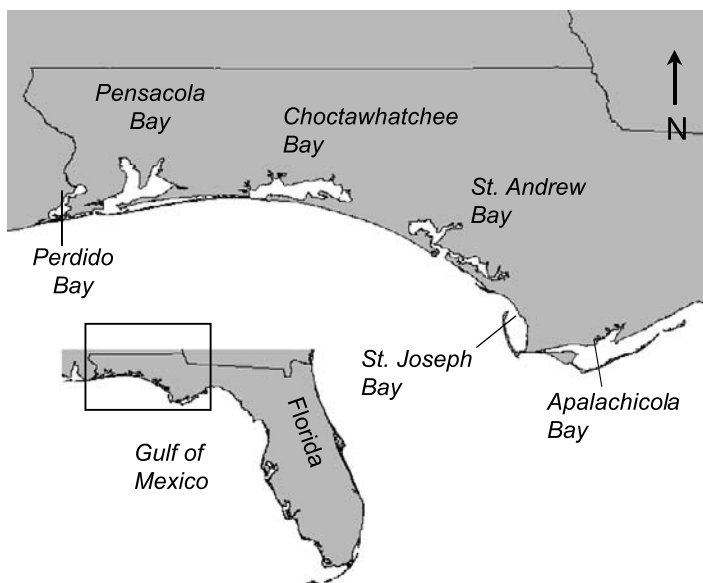 Pensacola
Bay
Choctawhatchee
Bay
N
St. Andrew
Bay
Perdido
Bay
St. Joseph
Bay
Apalachicola
Bay
Gulf of
Mexico
Florida